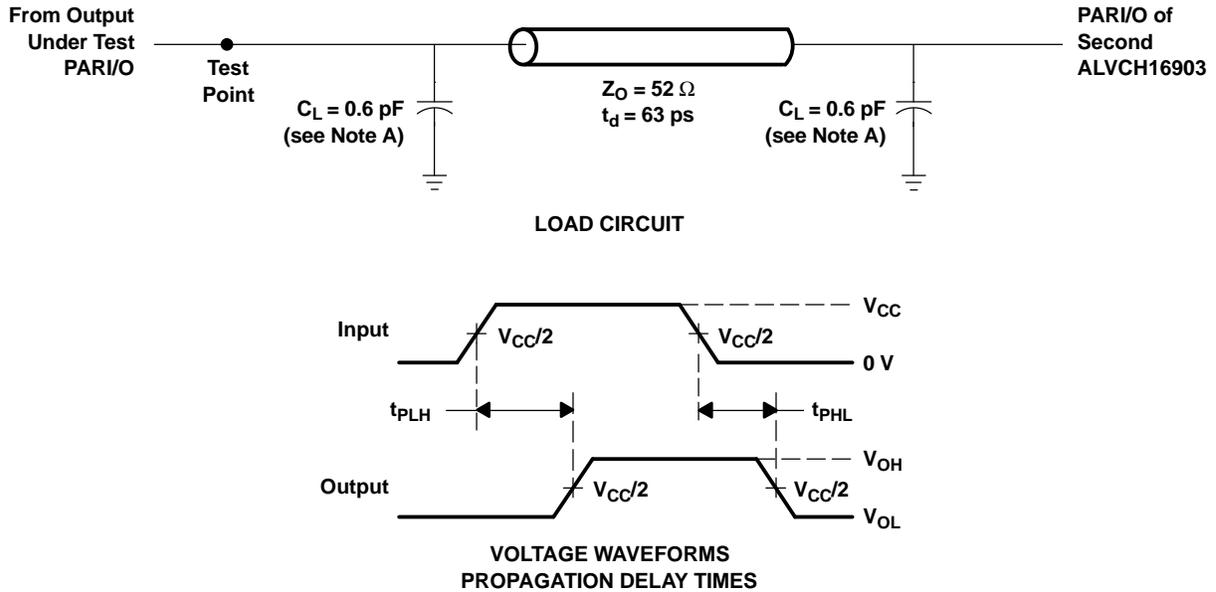 From Output
Under Test
PARI/O
Test
Point
C_L = 0.6 pF
(see Note A)
Z_O = 52 Ω
t_d = 63 ps
C_L = 0.6 pF
(see Note A)
PARI/O of
Second
ALVCH16903
LOAD CIRCUIT
Input
V_CC/2
V_CC/2
V_CC
0 V
t_PLH
t_PHL
Output
V_CC/2
V_CC/2
V_OH
V_OL
VOLTAGE WAVEFORMS
PROPAGATION DELAY TIMES